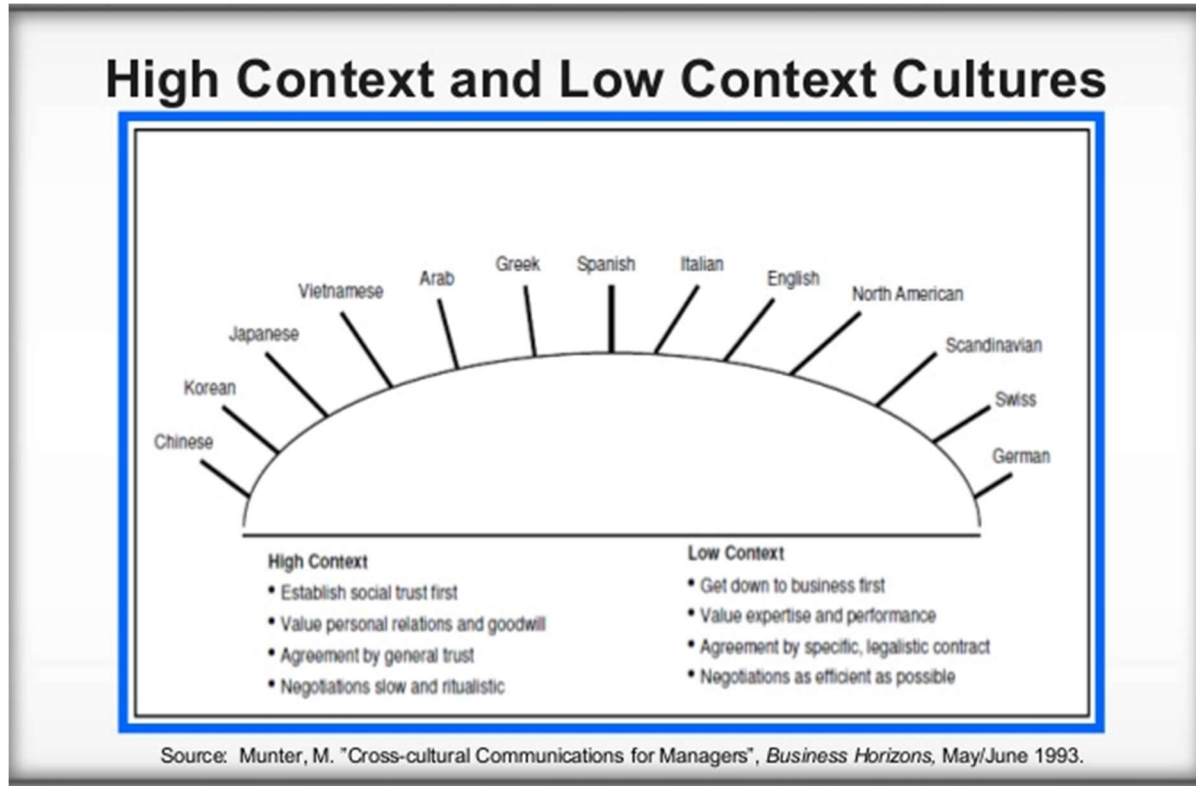 High Context and Low Context Cultures
Chinese
Korean
Japanese
Vietnamese
Arab
Greek
Spanish
Italian
English
North American
Scandinavian
Swiss
German
High Context
• Establish social trust first
• Value personal relations and goodwill
• Agreement by general trust
• Negotiations slow and ritualistic
Low Context
• Get down to business first
• Value expertise and performance
• Agreement by specific, legalistic contract
• Negotiations as efficient as possible
Source: Munter, M. "Cross-cultural Communications for Managers", Business Horizons, May/June 1993.